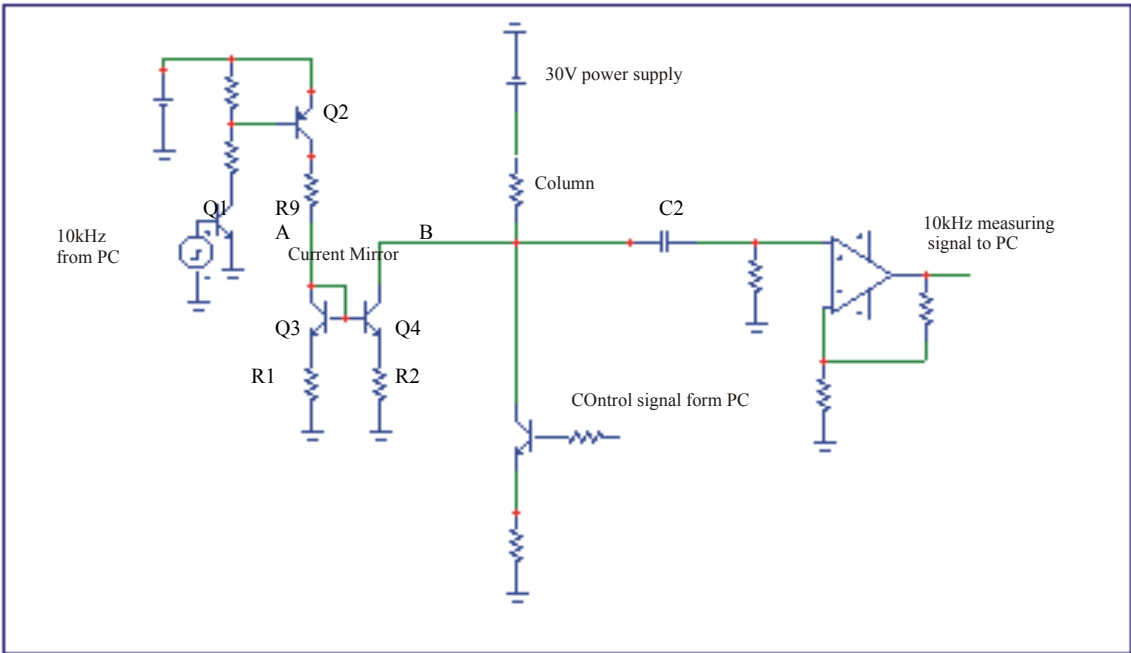 30V power supply
Q2
Column
Q1
R9
C2
10kHz
from PC
A
B
10kHz measuring
signal to PC
Current Mirror
Q3
Q4
R1
R2
COntrol signal form PC